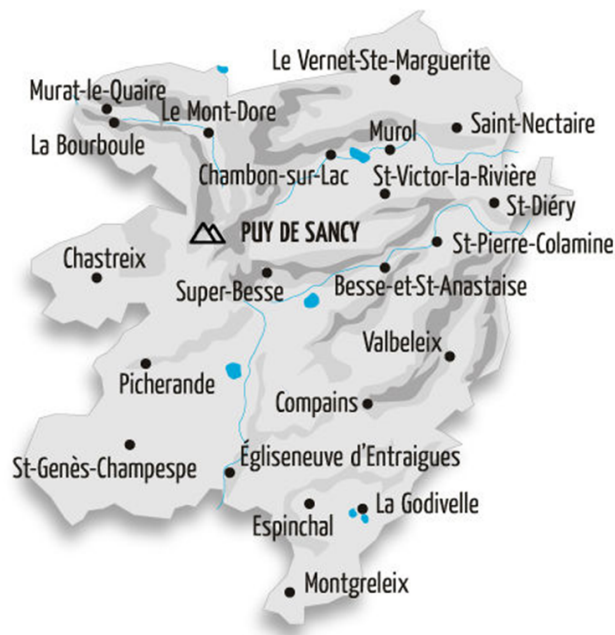 Le Vernet-Ste-Marguerite
Murat-le-Quaire
Le Mont-Dore
La Bourboule
Murol
Saint-Nectaire
Chambon-sur-Lac
St-Victor-la-Rivière
St-Diéry
PUY DE SANCY
St-Pierre-Colamine
Chastreix
Super-Besse
Besse-et-St-Anastaise
Valbeleix
Picherande
Compains
St-Genès-Champespe
Égliseneuve d'Entraigues
La Godivelle
Espinchal
Montgreleix